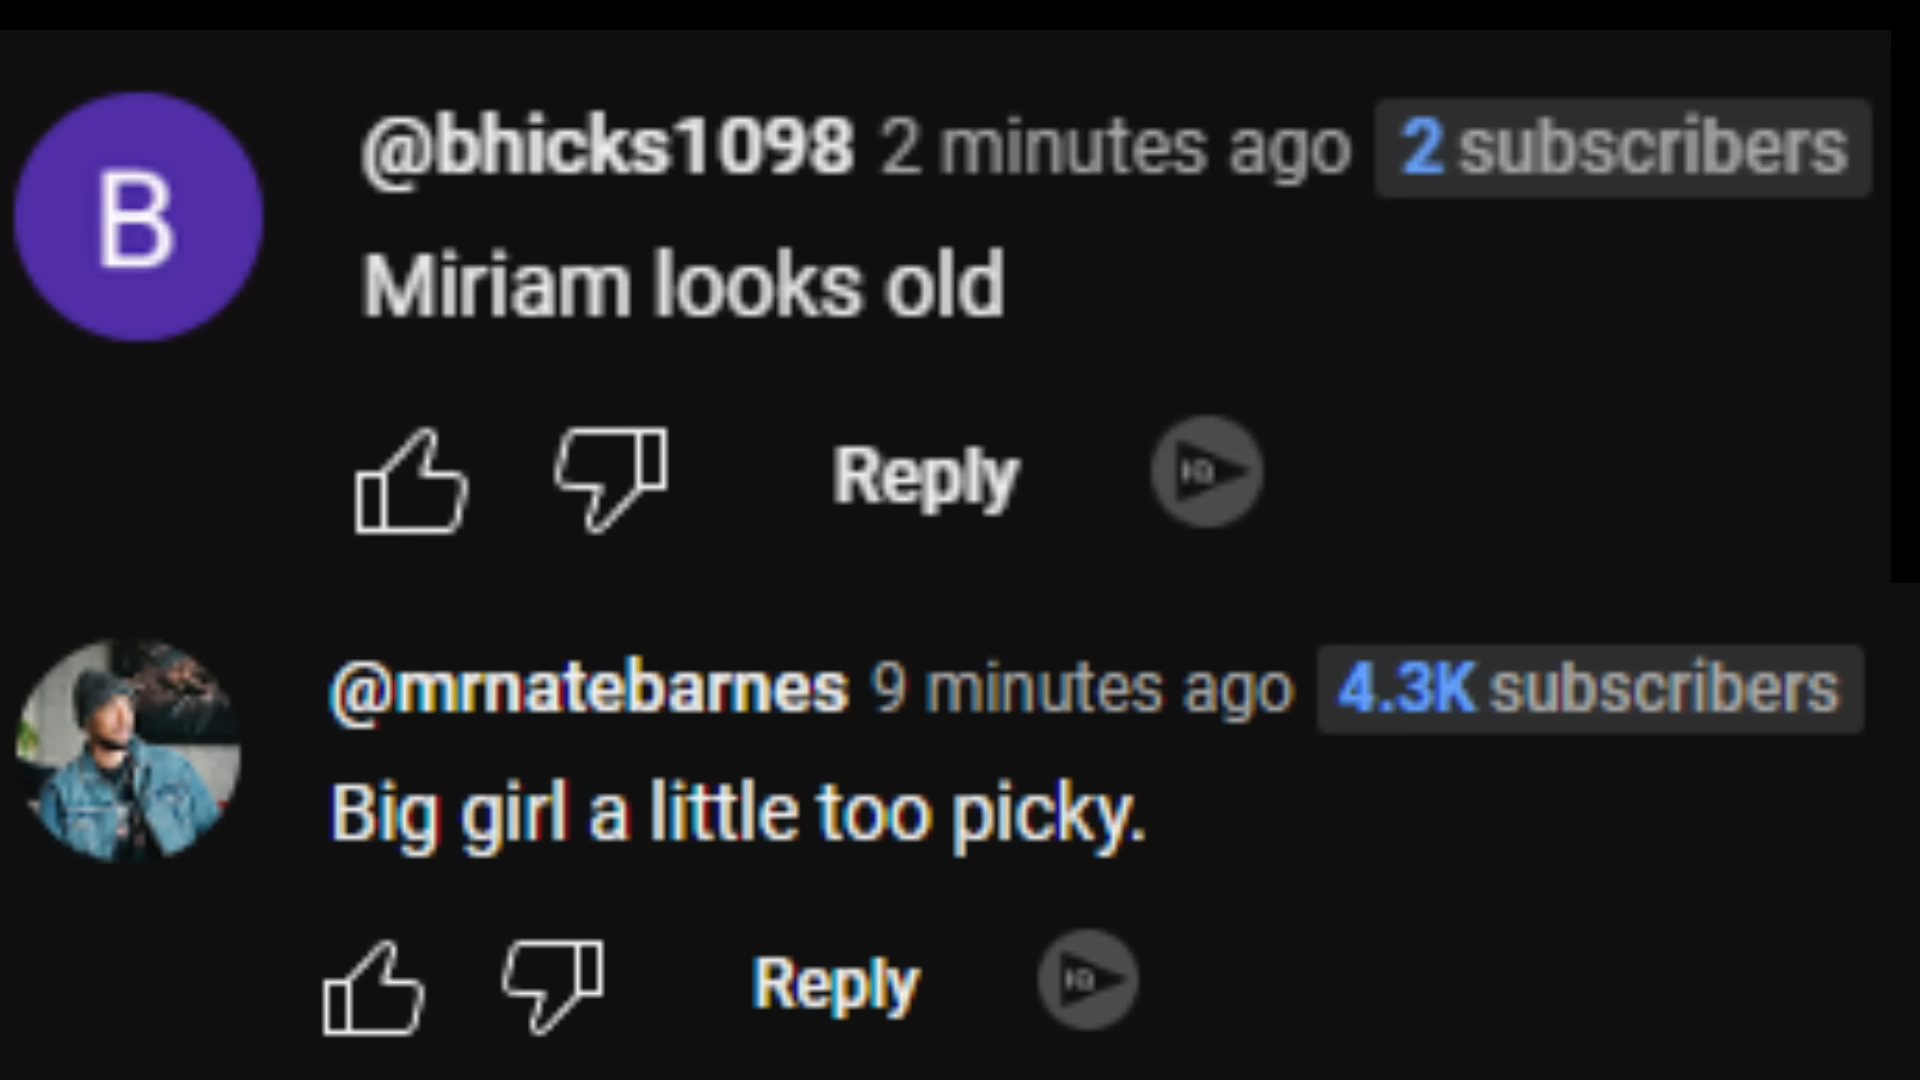 B
@bhicks1098 2 minutes ago 2 subscribers
Miriam looks old
Reply
@mrnatebarnes 9 minutes ago 4.3K subscribers
Big girl a little too picky.
Reply